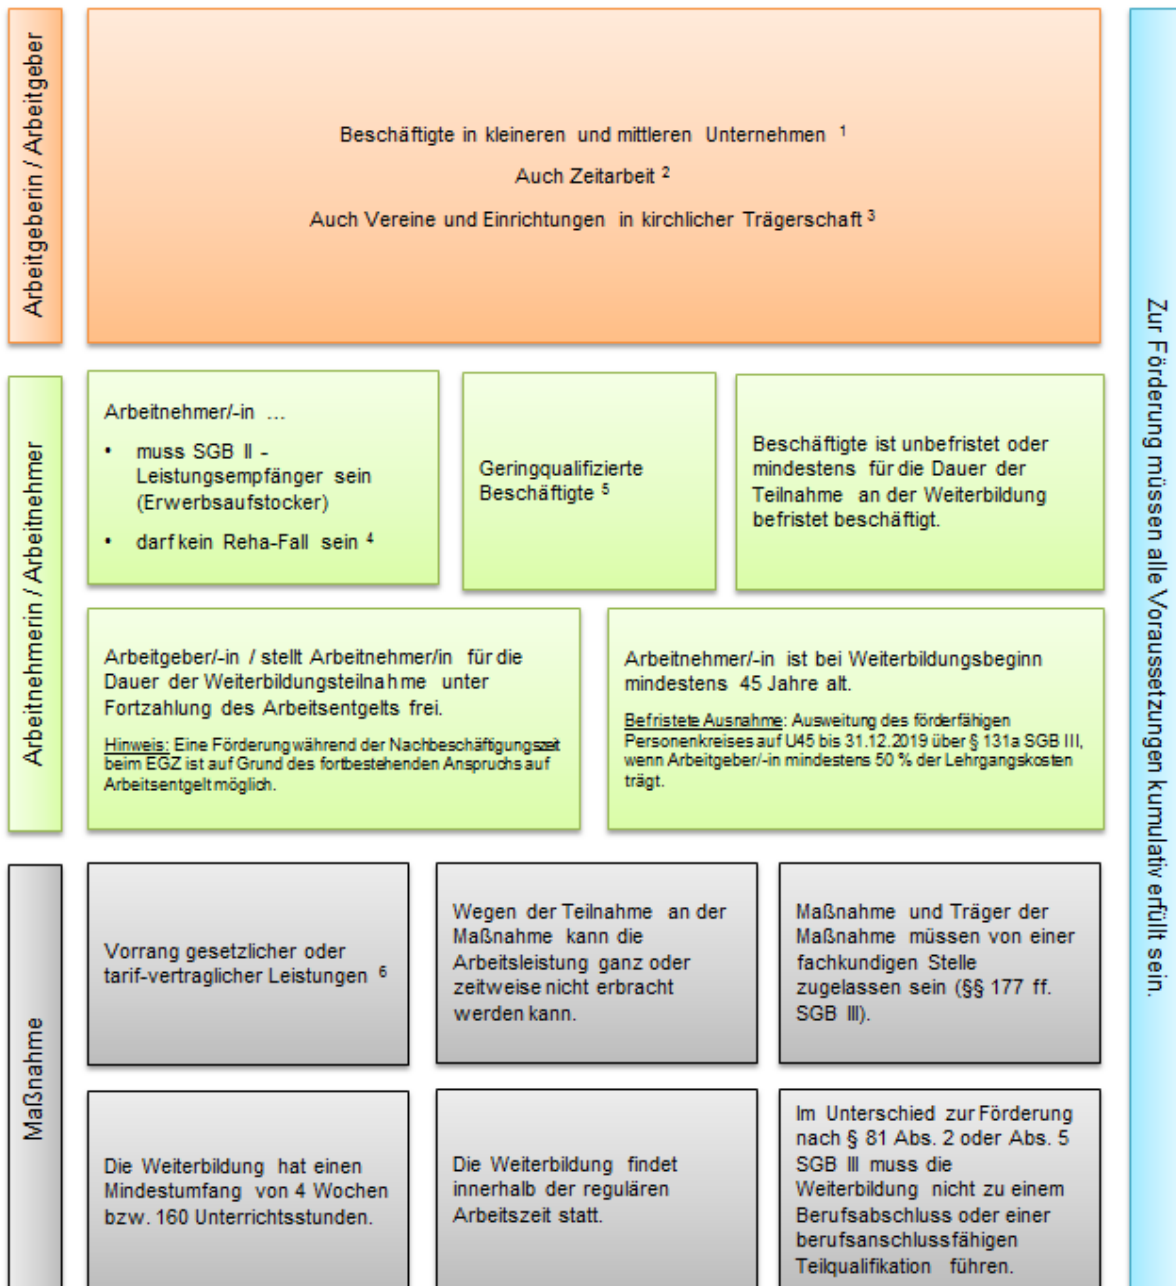 Arbeitgeberin / Arbeitgeber
Beschäftigte in kleineren und mittleren Unternehmen ¹
Auch Zeitarbeit ²
Auch Vereine und Einrichtungen in kirchlicher Trägerschaft ³
Arbeitnehmerin / Arbeitnehmer
Arbeitnehmer/-in …
• muss SGB II -
Leistungsempfänger sein
(Erwerbsaufstocker)
• darf kein Reha-Fall sein ⁴
Geringqualifizierte
Beschäftigte ⁵
Beschäftigte ist unbefristet oder
mindestens für die Dauer der
Teilnahme an der Weiterbildung
befristet beschäftigt.
Arbeitgeber/-in / stellt Arbeitnehmer/in für die
Dauer der Weiterbildungsteilnahme unter
Fortzahlung des Arbeitsentgelts frei.
Hinweis: Eine Förderung während der Nachbeschäftigungszeit
beim EGZ ist auf Grund des fortbestehenden Anspruchs auf
Arbeitsentgelt möglich.
Arbeitnehmer/-in ist bei Weiterbildungsbeginn
mindestens 45 Jahre alt.
Befristete Ausnahme: Ausweitung des förderfähigen
Personenkreises auf U45 bis 31.12.2019 über § 131a SGB III,
wenn Arbeitgeber/-in mindestens 50 % der Lehrgangskosten
trägt.
Maßnahme
Vorrang gesetzlicher oder
tarif-vertraglicher Leistungen ⁶
Wegen der Teilnahme an der
Maßnahme kann die
Arbeitsleistung ganz oder
zeitweise nicht erbracht
werden kann.
Maßnahme und Träger der
Maßnahme müssen von einer
fachkundigen Stelle
zugelassen sein (§§ 177 ff.
SGB III).
Die Weiterbildung hat einen
Mindestumfang von 4 Wochen
bzw. 160 Unterrichtsstunden.
Die Weiterbildung findet
innerhalb der regulären
Arbeitszeit statt.
Im Unterschied zur Förderung
nach § 81 Abs. 2 oder Abs. 5
SGB III muss die
Weiterbildung nicht zu einem
Berufsabschluss oder einer
berufsanschlussfähigen
Teilqualifikation führen.
Zur Förderung müssen alle Voraussetzungen kumulativ erfüllt sein.